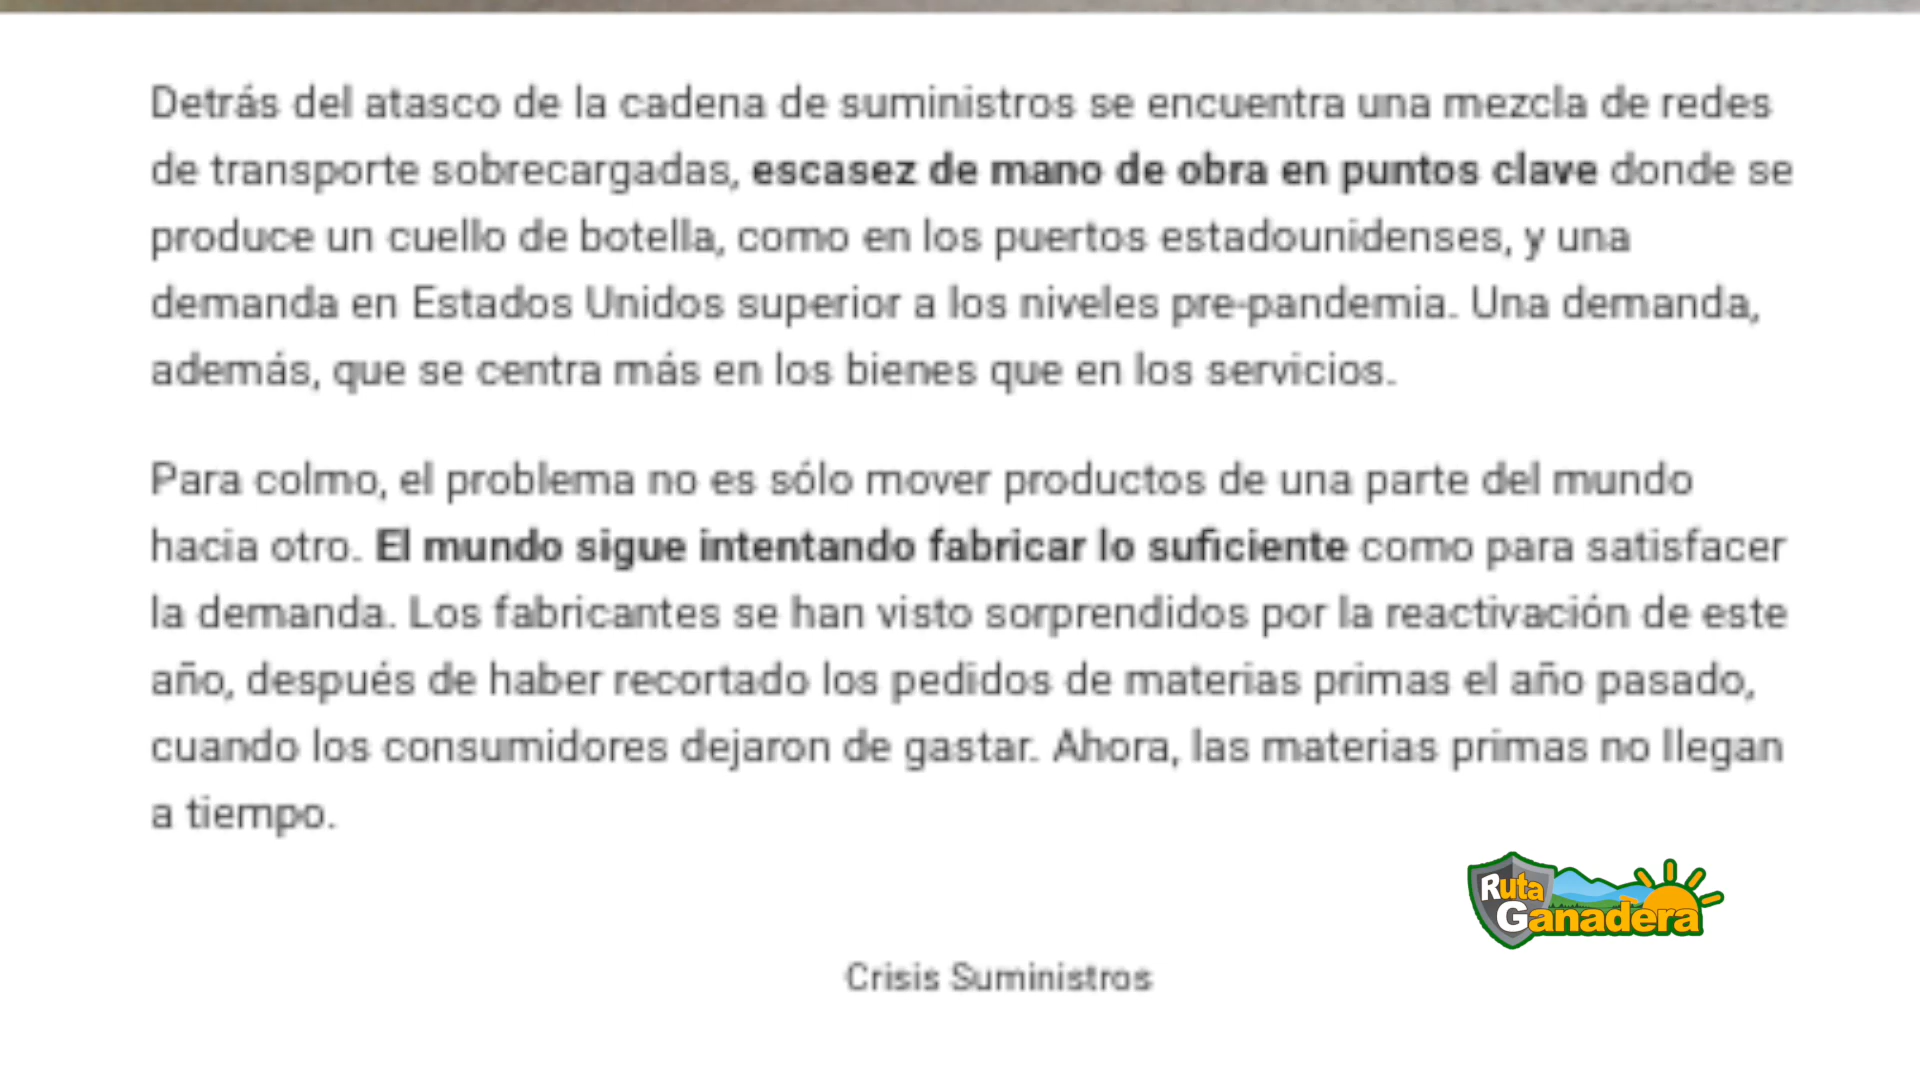 Detrás del atasco de la cadena de suministros se encuentra una mezcla de redes
de transporte sobrecargadas, escasez de mano de obra en puntos clave donde se
produce un cuello de botella, como en los puertos estadounidenses, y una
demanda en Estados Unidos superior a los niveles pre-pandemia. Una demanda,
además, que se centra más en los bienes que en los servicios.
Para colmo, el problema no es sólo mover productos de una parte del mundo
hacia otro. El mundo sigue intentando fabricar lo suficiente como para satisfacer
la demanda. Los fabricantes se han visto sorprendidos por la reactivación de este
año, después de haber recortado los pedidos de materias primas el año pasado,
cuando los consumidores dejaron de gastar. Ahora, las materias primas no llegan
a tiempo.
Ruta
Ganadera
Crisis Suministros